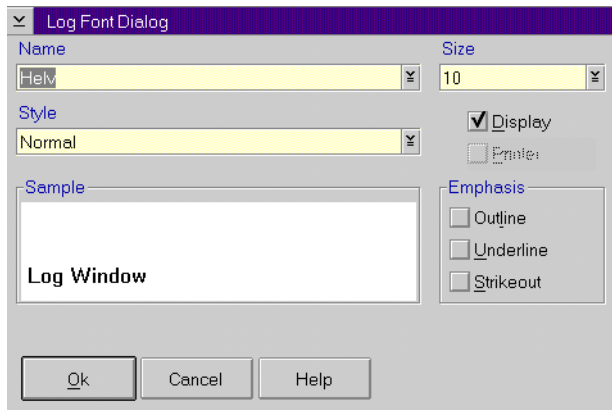 Log Font Dialog
Name
Size
Helv
10
Style
Display
Normal
Printer
Sample
Emphasis
Outline
Underline
Log Window
Strikeout
Ok
Cancel
Help